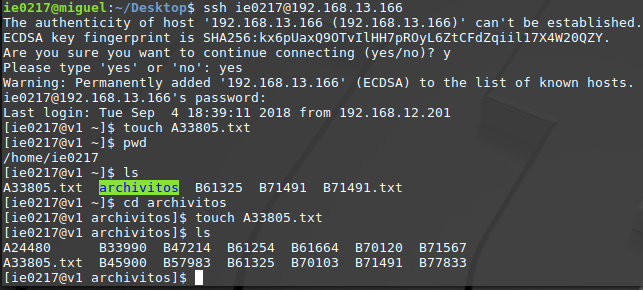 ie0217@miguel:~/Desktop$ ssh ie0217@192.168.13.166
The authenticity of host '192.168.13.166 (192.168.13.166)' can't be established.
ECDSA key fingerprint is SHA256:kx6pUaxQ9OTvIlHH7pROyL6ZtCFdZqiil17X4W20QZY.
Are you sure you want to continue connecting (yes/no)? y
Please type 'yes' or 'no': yes
Warning: Permanently added '192.168.13.166' (ECDSA) to the list of known hosts.
ie0217@192.168.13.166's password:
Last login: Tue Sep  4 18:39:11 2018 from 192.168.12.201
[ie0217@v1 ~]$ touch A33805.txt
[ie0217@v1 ~]$ pwd
/home/ie0217
[ie0217@v1 ~]$ ls
A33805.txt  archivitos  B61325  B71491  B71491.txt
[ie0217@v1 ~]$ cd archivitos
[ie0217@v1 archivitos]$ touch A33805.txt
[ie0217@v1 archivitos]$ ls
A24480      B33990  B47214  B61254  B61664  B70120  B71567
A33805.txt  B45900  B57983  B61325  B70103  B71491  B77833
[ie0217@v1 archivitos]$